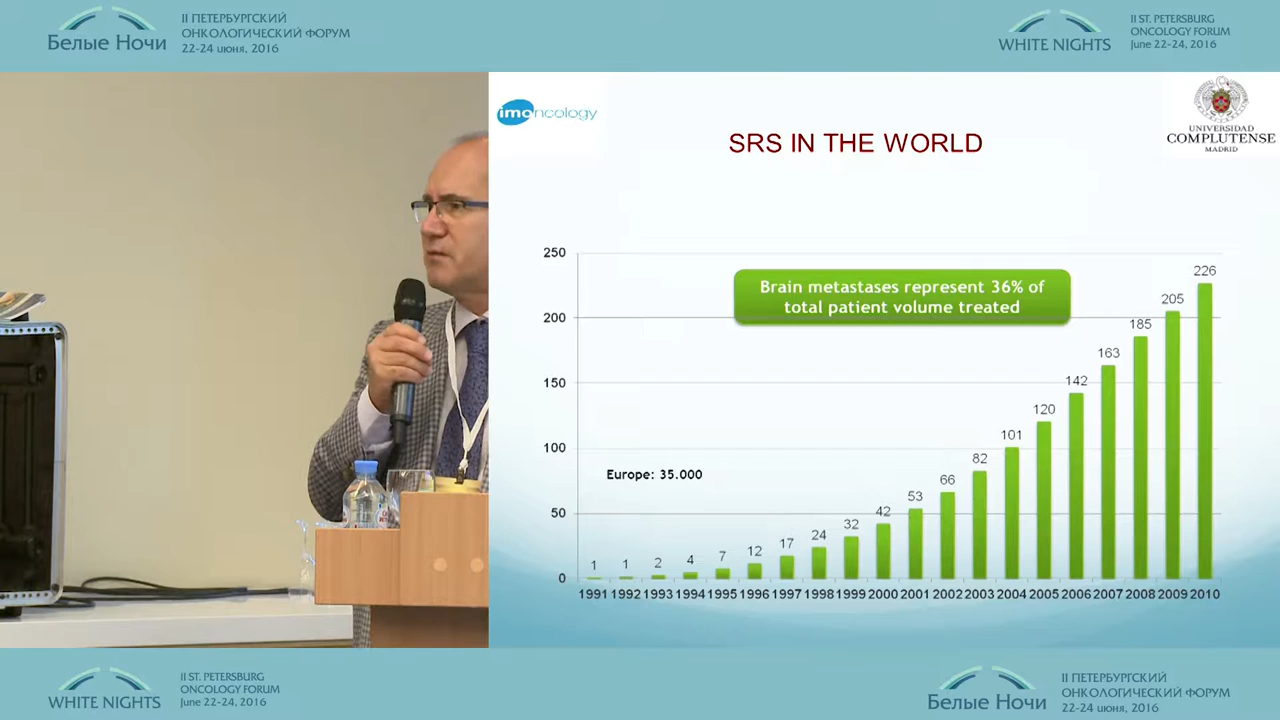 Белые Ночи
II ПЕТЕРБУРГСКИЙ
ОНКОЛОГИЧЕСКИЙ ФОРУМ
22-24 июня, 2016
WHITE NIGHTS
II ST. PETERSBURG
ONCOLOGY FORUM
June 22-24, 2016
imoncology
UNIVERSIDAD
COMPLUTENSE
MADRID
SRS IN THE WORLD
Brain metastases represent 36% of
total patient volume treated
Europe: 35.000
250
200
150
100
50
0
1 1 2 4 7 12 17 24 32 42 53 66 82 101 120 142 163 185 205 226
1991 1992 1993 1994 1995 1996 1997 1998 1999 2000 2001 2002 2003 2004 2005 2006 2007 2008 2009 2010
WHITE NIGHTS
II ST. PETERSBURG
ONCOLOGY FORUM
June 22-24, 2016
Белые Ночи
II ПЕТЕРБУРГСКИЙ
ОНКОЛОГИЧЕСКИЙ ФОРУМ
22-24 июня, 2016